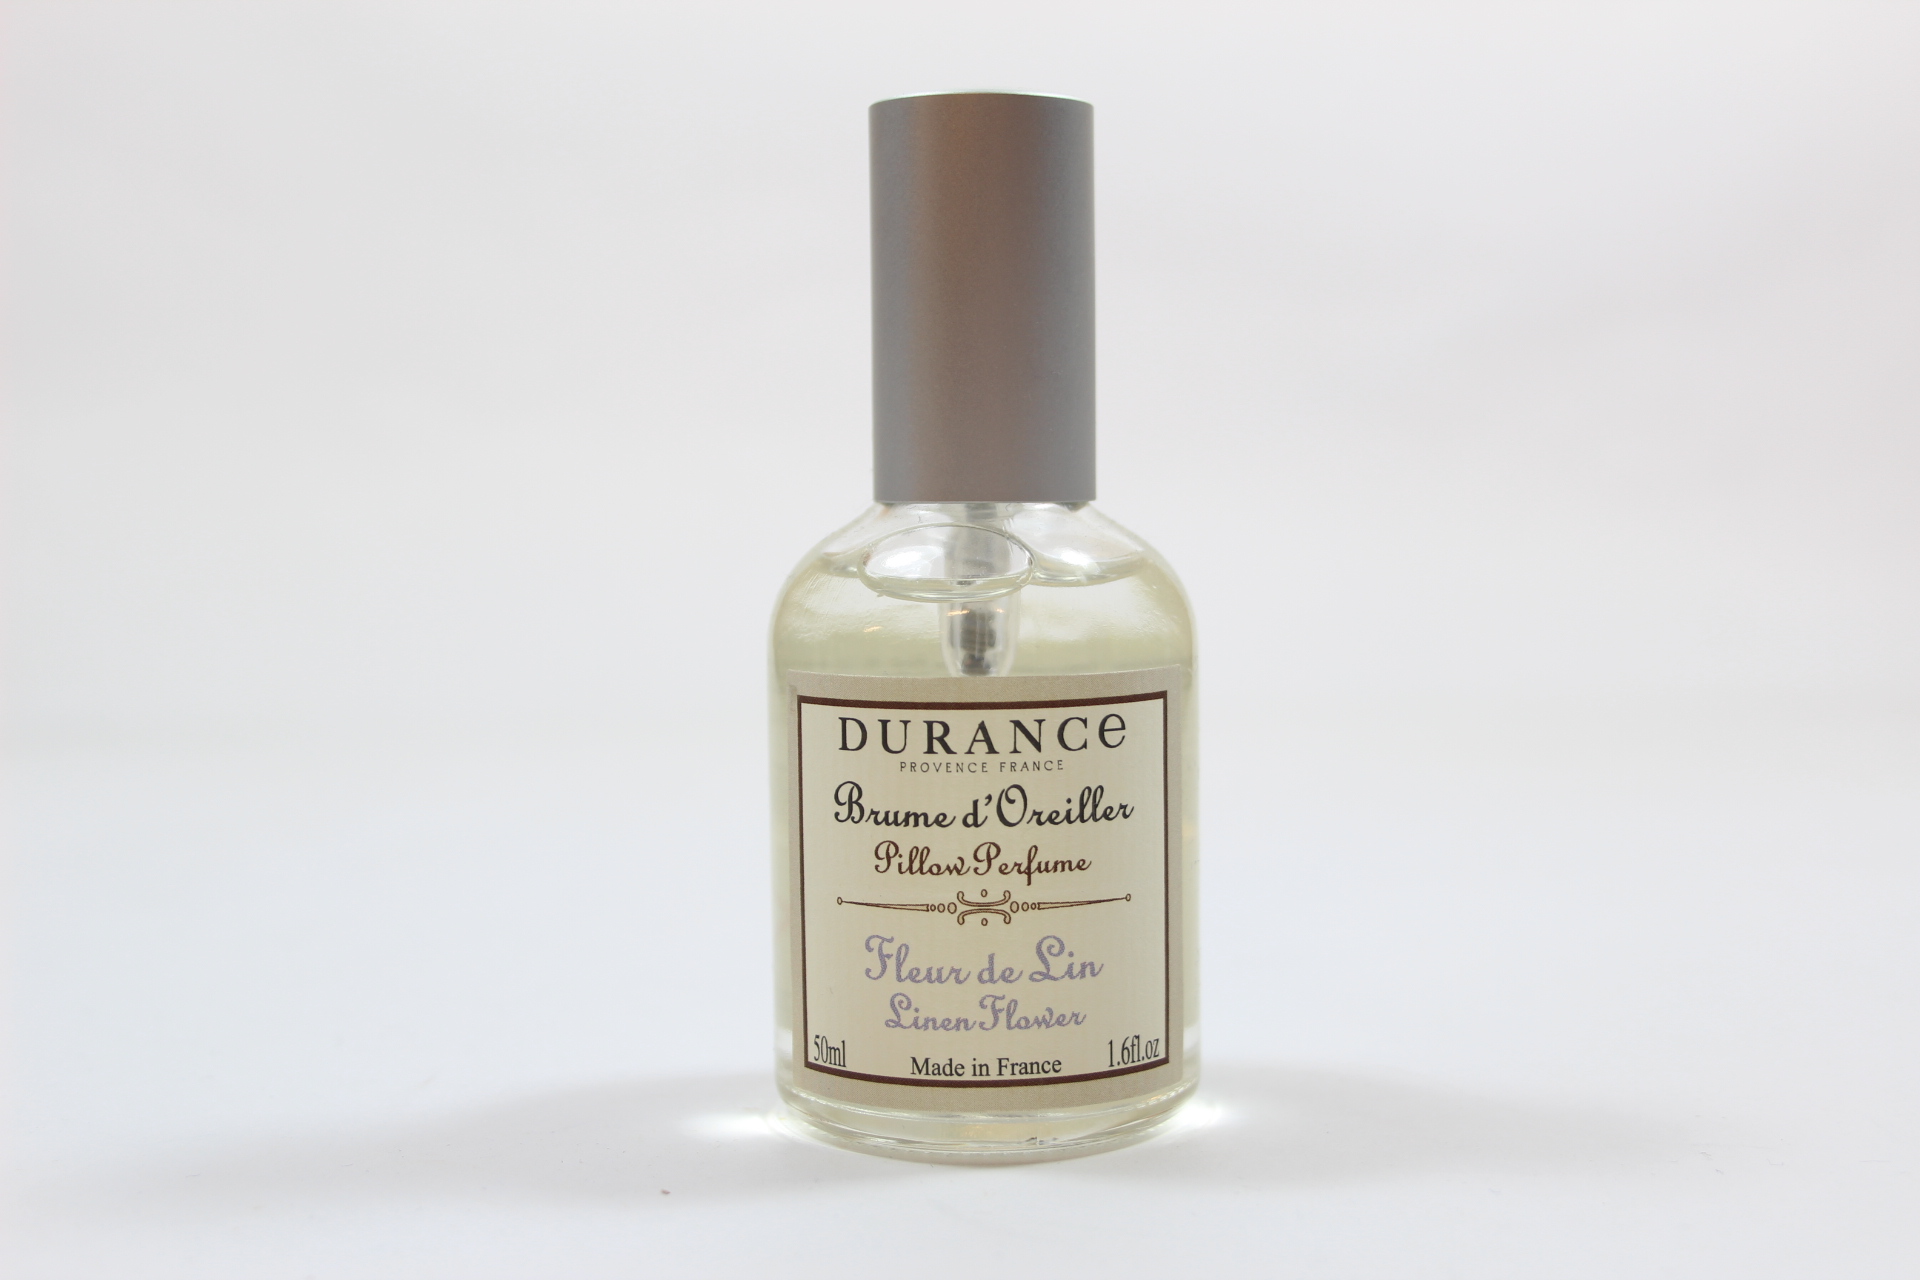 DURANCe
PROVENCE FRANCE
Brume d'Oreiller
Pillow Perfume
Fleur de Lin
Linen Flower
50ml Made in France 1.6fl.oz